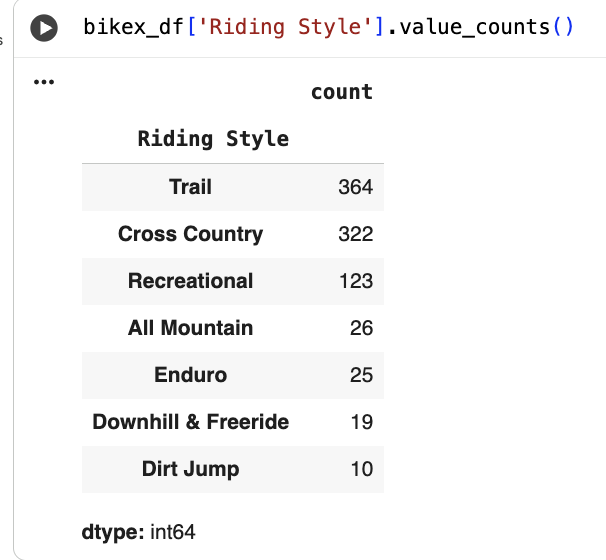 bikex_df['Riding Style'].value_counts()
count
Riding Style
Trail 364
Cross Country 322
Recreational 123
All Mountain 26
Enduro 25
Downhill & Freeride 19
Dirt Jump 10
dtype: int64